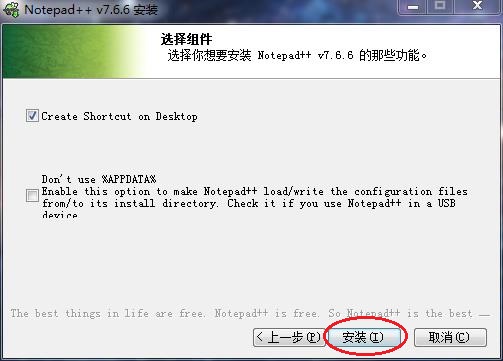 Notepad++ v7.6.6 安装
选择组件
选择你想要安装 Notepad++ v7.6.6 的那些功能。
Create Shortcut on Desktop
Don't use %APPDATA%
Enable this option to make Notepad++ load/write the configuration files
from/to its install directory. Check it if you use Notepad++ in a USB
device.
The best things in life are free. Notepad++ is free. So Notepad++ is the best —
< 上一步(P)
安装(I)
取消(C)